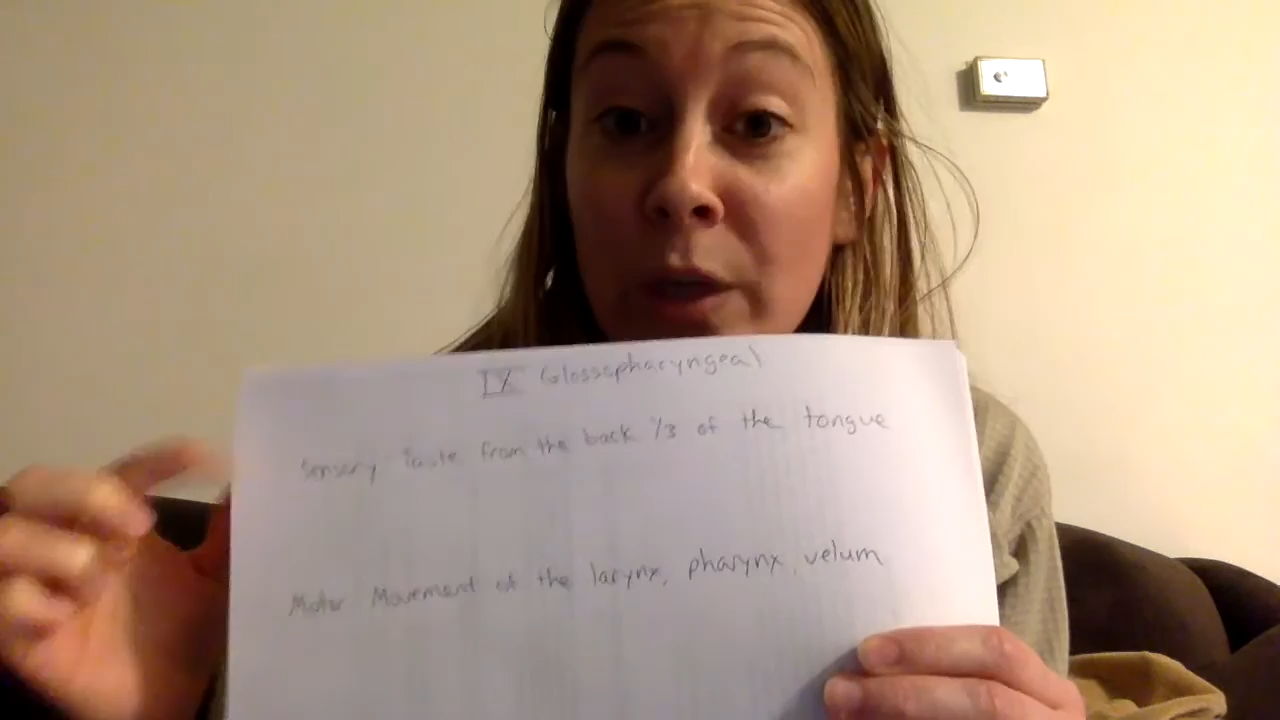 IX Glossopharyngeal
Sensory Taste from the back 1/3 of the tongue
Motor Movement of the larynx, pharynx, velum